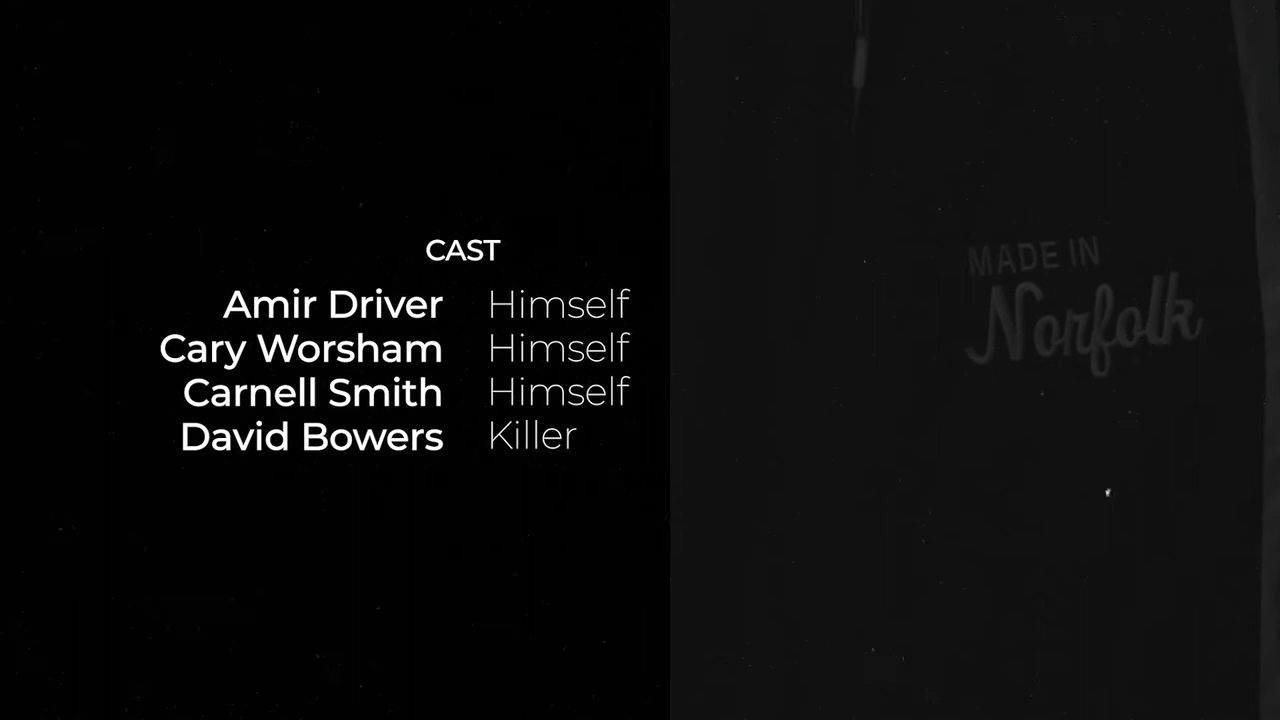 CAST
Amir Driver Himself
Cary Worsham Himself
Carnell Smith Himself
David Bowers Killer
MADE IN
Norfolk